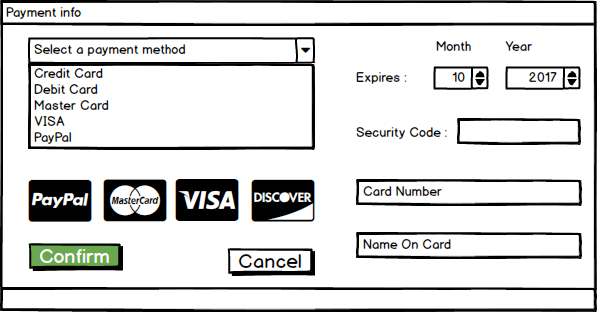 Payment info
Select a payment method
Credit Card
Debit Card
Master Card
VISA
PayPal
PayPal
MasterCard
VISA
DISCOVER
Confirm
Cancel
Month Year
Expires : 10 2017
Security Code :
Card Number
Name On Card